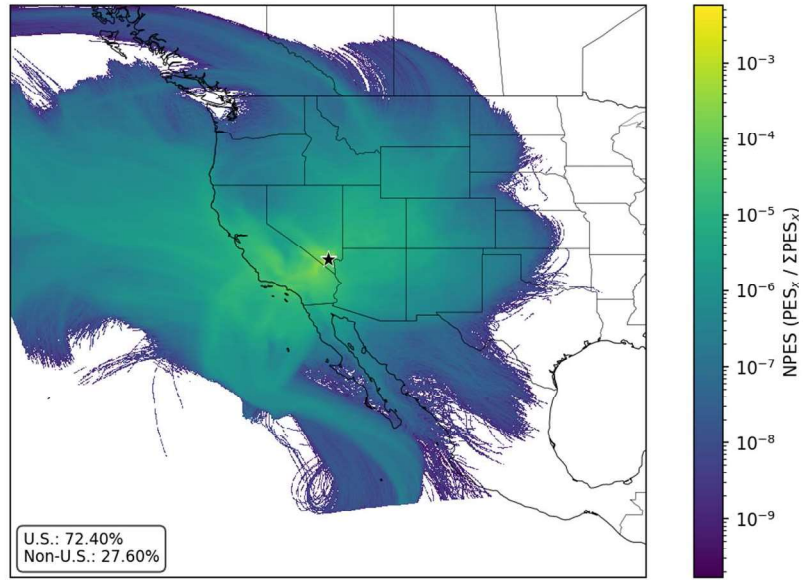 U.S.: 72.40%
Non-U.S.: 27.60%
10⁻³
10⁻⁴
10⁻⁵
10⁻⁶
10⁻⁷
10⁻⁸
10⁻⁹
NPES (PESₓ / ΣPESₓ)